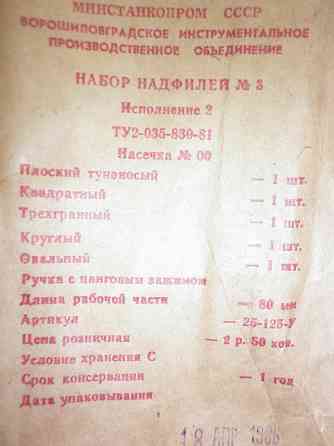 МИНСТАНКОПРОМ СССР
ВОРОШИЛОВГРАДСКОЕ ИНСТРУМЕНТАЛЬНОЕ
ПРОИЗВОДСТВЕННОЕ ОБЪЕДИНЕНИЕ
НАБОР НАДФИЛЕЙ № 3
Исполнение 2
ТУ2-035-830-81
Насечка № 00
Плоский тупоносый — 1 шт.
Квадратный — 1 шт.
Трехгранный — 1 шт.
Круглый — 1 шт.
Овальный — 1 шт.
Ручка с цанговым зажимом
Длина рабочей части — 80 мм
Артикул — 25-125-У
Цена розничная — 2 р. 50 коп.
Условие хранения С
Срок консервации — 1 год
Дата упаковывания
18 АПР